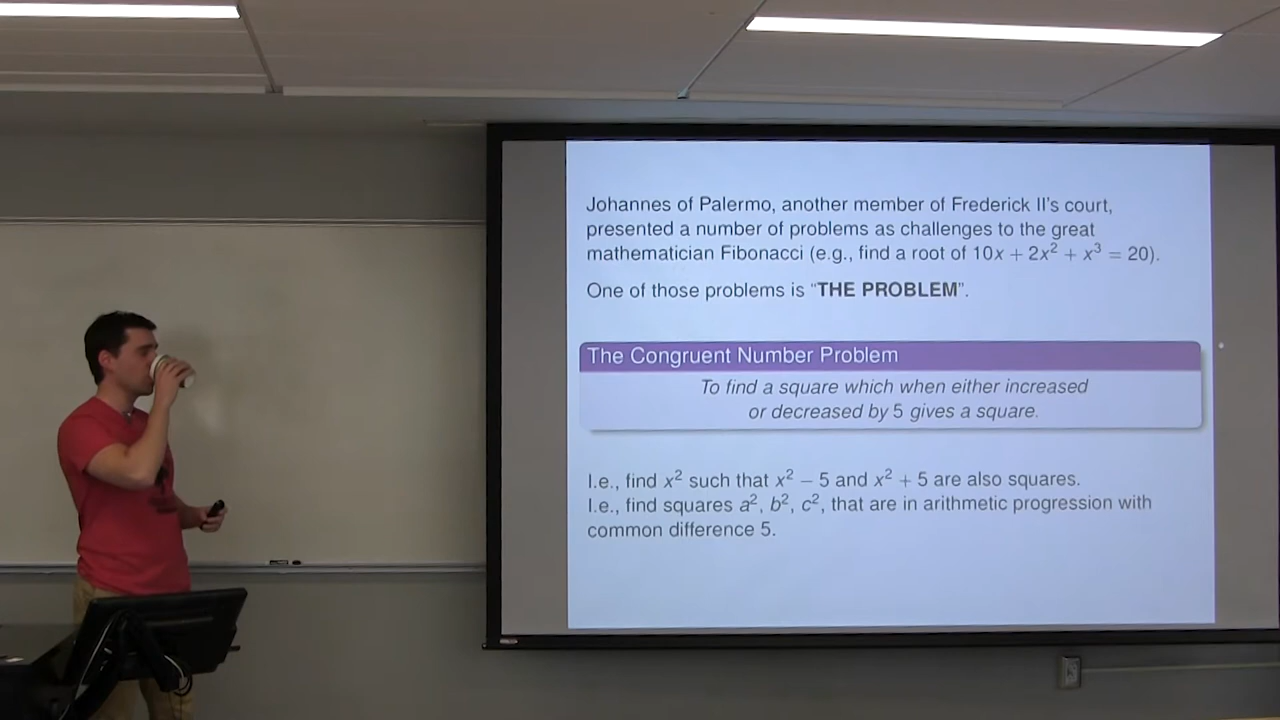 Johannes of Palermo, another member of Frederick II's court,
presented a number of problems as challenges to the great
mathematician Fibonacci (e.g., find a root of 10x + 2x² + x³ = 20).
One of those problems is "THE PROBLEM".
The Congruent Number Problem
To find a square which when either increased
or decreased by 5 gives a square.
I.e., find x² such that x² − 5 and x² + 5 are also squares.
I.e., find squares a², b², c², that are in arithmetic progression with
common difference 5.